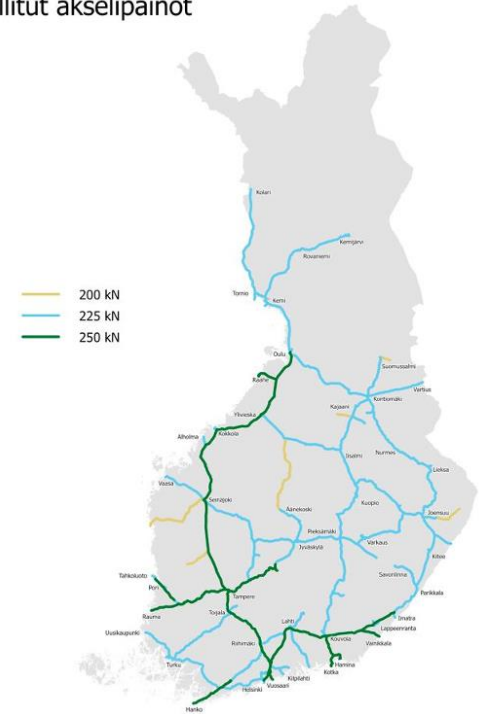 llitut akselipainot
200 kN
225 kN
250 kN
Kolari
Kemijärvi
Rovaniemi
Tornio
Kemi
Oulu
Raahe
Suomussalmi
Vartius
Kontiomäki
Kajaani
Ylivieska
Kokkola
Alholma
Iisalmi
Nurmes
Lieksa
Vaasa
Seinäjoki
Äänekoski
Kuopio
Joensuu
Pieksämäki
Jyväskylä
Varkaus
Kitee
Savonlinna
Parikkala
Tahkoluoto
Pori
Rauma
Tampere
Toijala
Imatra
Lappeenranta
Vainikkala
Uusikaupunki
Lahti
Kouvola
Riihimäki
Turku
Hamina
Kotka
Kilpilahti
Vuosaari
Helsinki
Hanko